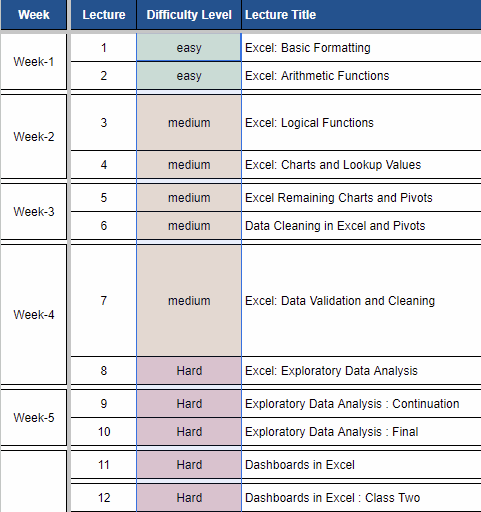 Week Lecture Difficulty Level Lecture Title
Week-1 1 easy Excel: Basic Formatting
2 easy Excel: Arithmetic Functions
Week-2 3 medium Excel: Logical Functions
4 medium Excel: Charts and Lookup Values
Week-3 5 medium Excel Remaining Charts and Pivots
6 medium Data Cleaning in Excel and Pivots
Week-4 7 medium Excel: Data Validation and Cleaning
8 Hard Excel: Exploratory Data Analysis
Week-5 9 Hard Exploratory Data Analysis : Continuation
10 Hard Exploratory Data Analysis : Final
11 Hard Dashboards in Excel
12 Hard Dashboards in Excel : Class Two